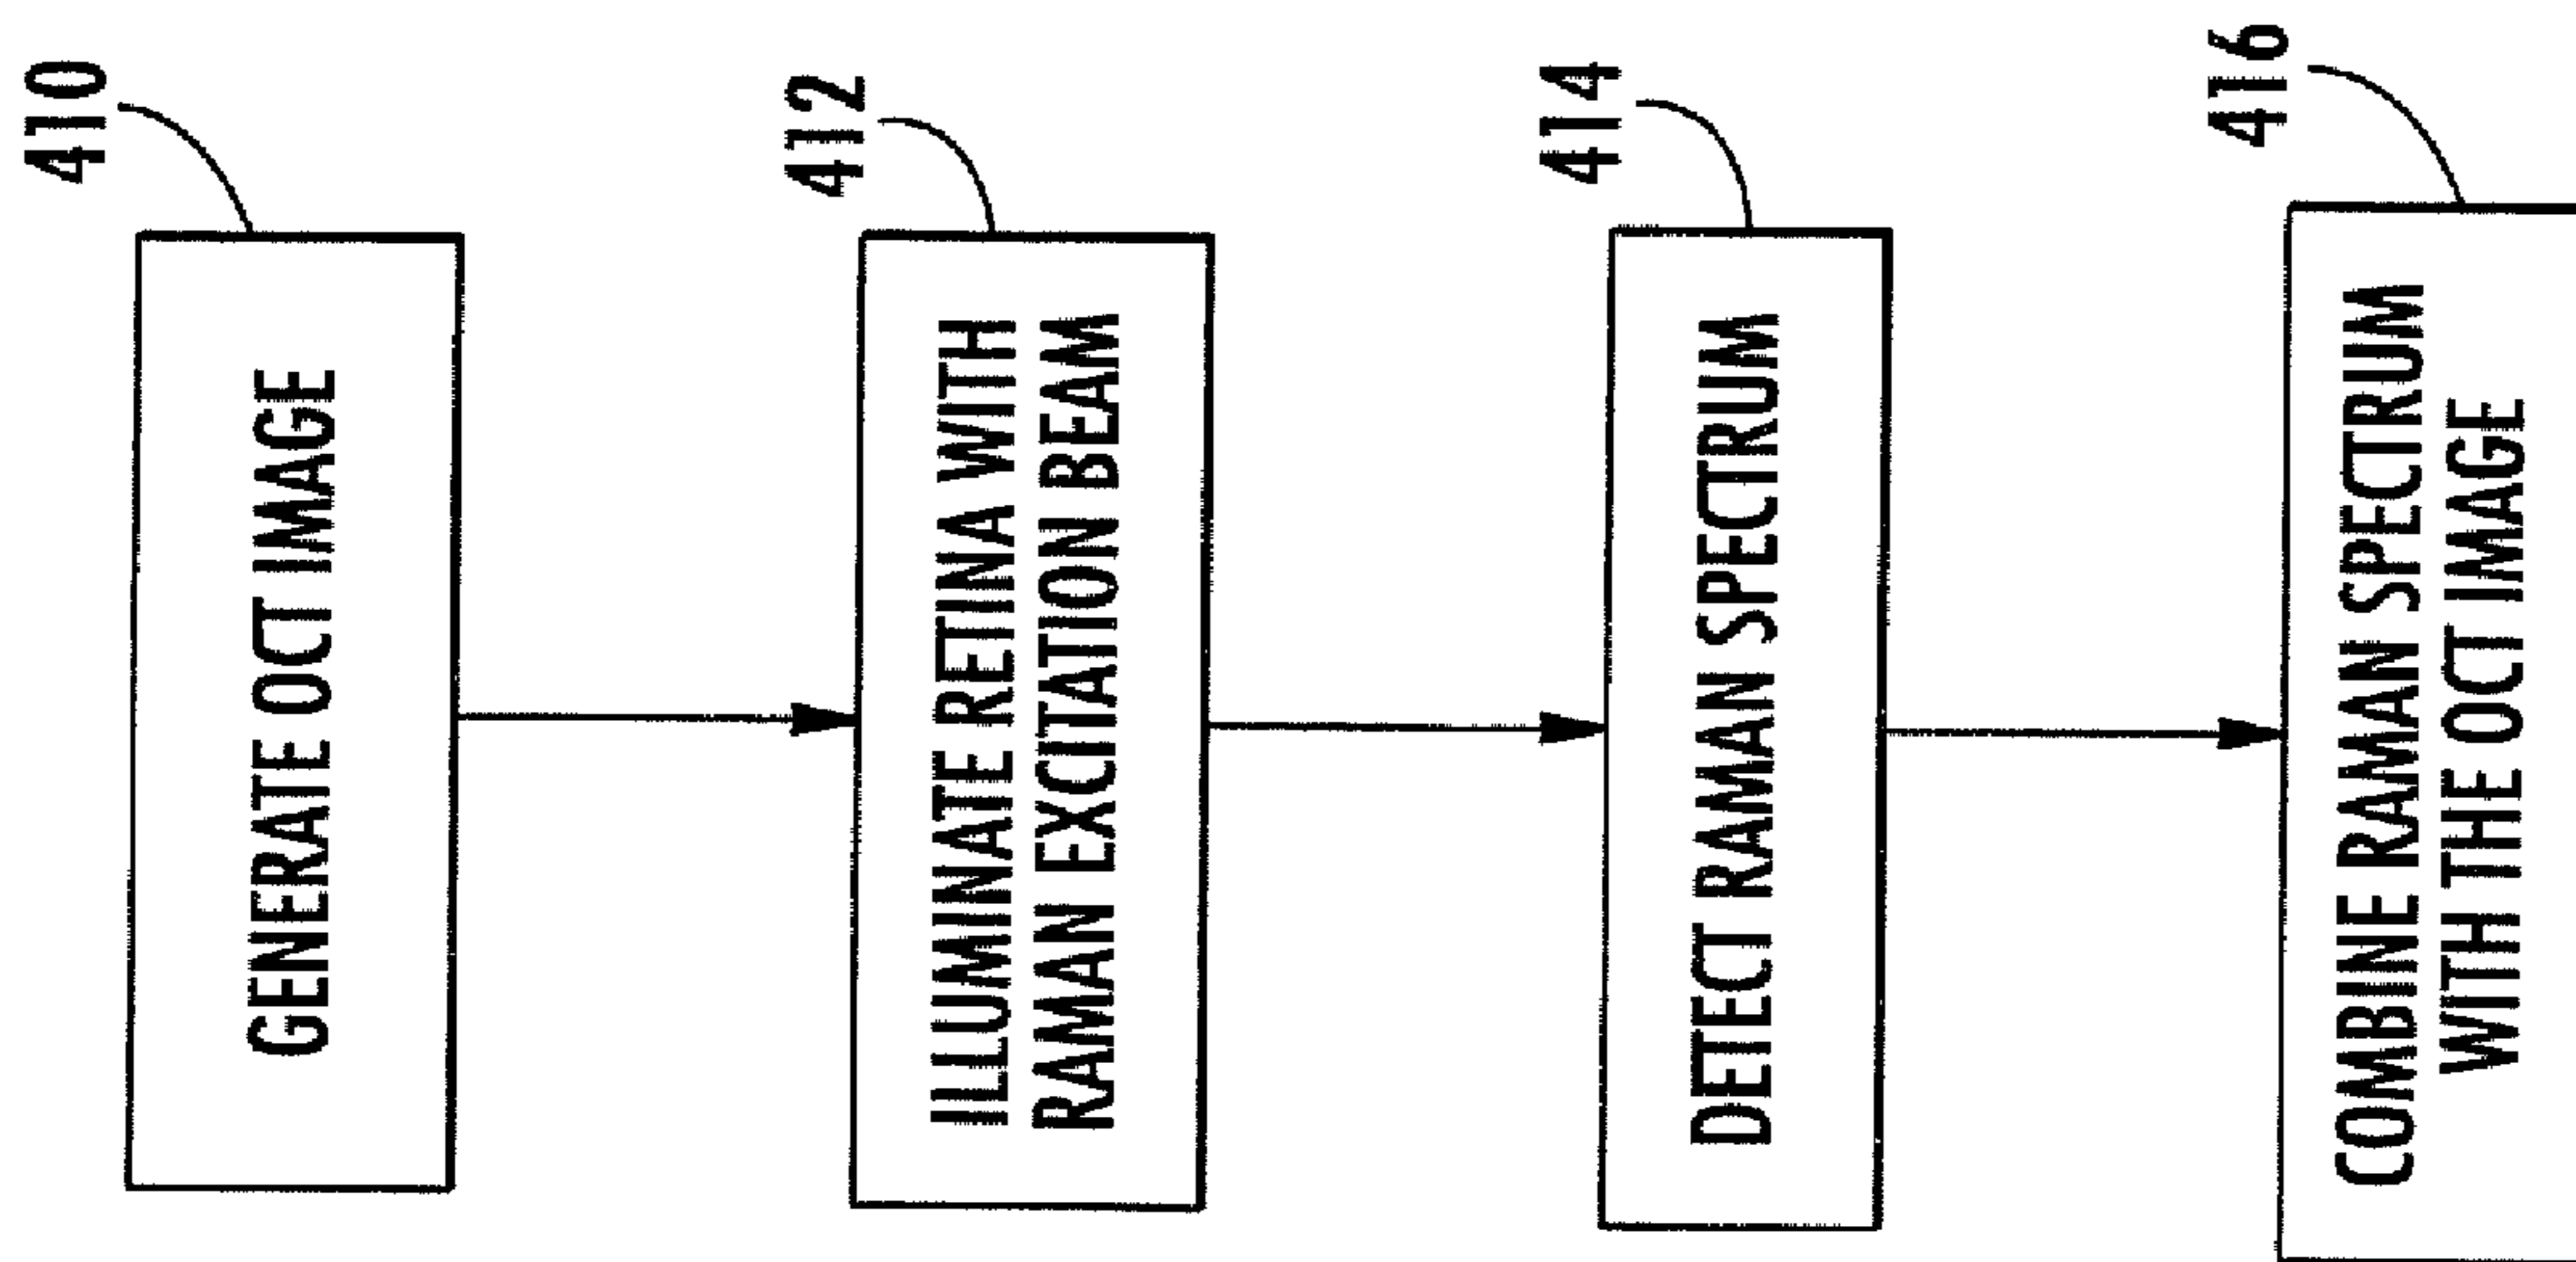 410
GENERATE OCT IMAGE
412
ILLUMINATE RETINA WITH
RAMAN EXCITATION BEAM
414
DETECT RAMAN SPECTRUM
416
COMBINE RAMAN SPECTRUM
WITH THE OCT IMAGE